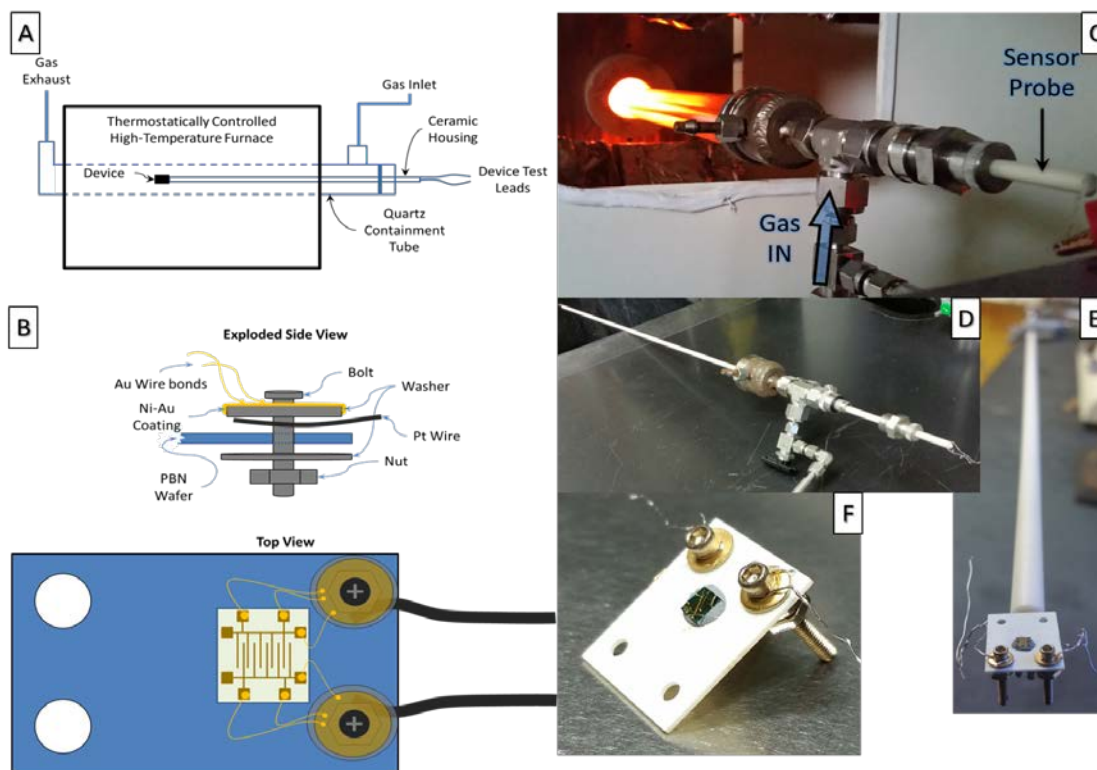 A
Gas
Exhaust
Gas Inlet
Thermostatically Controlled
High-Temperature Furnace
Ceramic
Housing
Device
Device Test
Leads
Quartz
Containment
Tube
B
Exploded Side View
Au Wire bonds
Bolt
Washer
Ni-Au
Coating
Pt Wire
Nut
PBN
Wafer
Top View
C
Sensor
Probe
Gas
IN
D
E
F